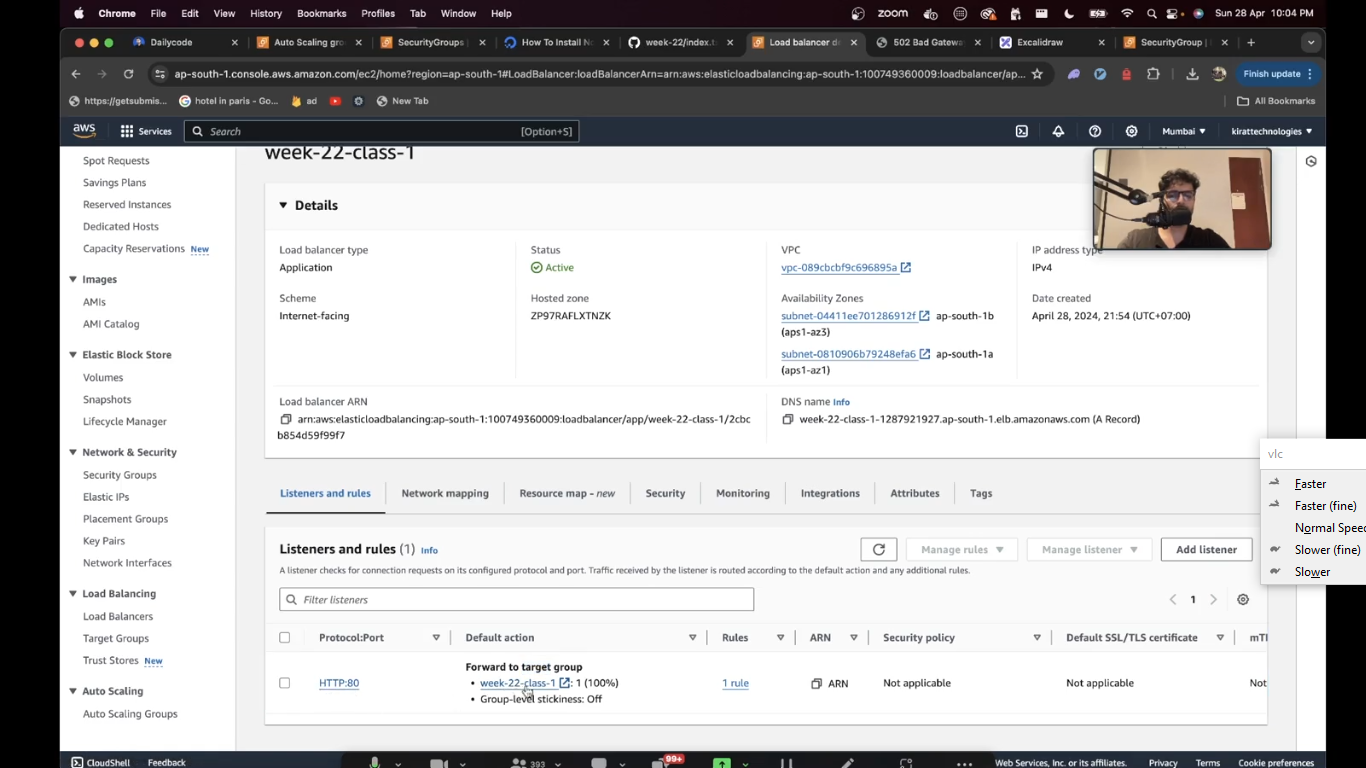 Chrome File Edit View History Bookmarks Profiles Tab Window Help zoom Sun 28 Apr 10:04 PM
Dailycode Auto Scaling gro SecurityGroups How To Install No week-22/index.t Load balancer de 502 Bad Gatewa Excalidraw SecurityGroup |
ap-south-1.console.aws.amazon.com/ec2/home?region=ap-south-1#LoadBalancer:loadBalancerArn=arn:aws:elasticloadbalancing:ap-south-1:100749360009:loadbalancer/ap... Finish update
https://getsubmis... hotel in paris - Go... ad New Tab All Bookmarks
aws Services Search [Option+S] Mumbai kirattechnologies
Spot Requests
Savings Plans
Reserved Instances
Dedicated Hosts
Capacity Reservations New
Images
AMIs
AMI Catalog
Elastic Block Store
Volumes
Snapshots
Lifecycle Manager
Network & Security
Security Groups
Elastic IPs
Placement Groups
Key Pairs
Network Interfaces
Load Balancing
Load Balancers
Target Groups
Trust Stores New
Auto Scaling
Auto Scaling Groups
week-22-class-1
Details
Load balancer type
Application
Status
Active
VPC
vpc-089cbcbf9c696895a
IP address type
IPv4
Scheme
Internet-facing
Hosted zone
ZP97RAFLXTNZK
Availability Zones
subnet-04411ee701286912f ap-south-1b
(aps1-az3)
subnet-0810906b79248efa6 ap-south-1a
(aps1-az1)
Date created
April 28, 2024, 21:54 (UTC+07:00)
Load balancer ARN
arn:aws:elasticloadbalancing:ap-south-1:100749360009:loadbalancer/app/week-22-class-1/2cbc
b854d59f99f7
DNS name Info
week-22-class-1-1287921927.ap-south-1.elb.amazonaws.com (A Record)
Listeners and rules Network mapping Resource map - new Security Monitoring Integrations Attributes Tags
Listeners and rules (1) Info Manage rules Manage listener Add listener
A listener checks for connection requests on its configured protocol and port. Traffic received by the listener is routed according to the default action and any additional rules.
Filter listeners 1
Protocol:Port Default action Rules ARN Security policy Default SSL/TLS certificate mTl
Forward to target group
HTTP:80 • week-22-class-1 : 1 (100%) 1 rule ARN Not applicable Not applicable Not
• Group-level stickiness: Off
vlc
Faster
Faster (fine)
Normal Spee
Slower (fine)
Slower
CloudShell Feedback 393 99+ Web Services, Inc. or its affiliates. Privacy Terms Cookie preferences